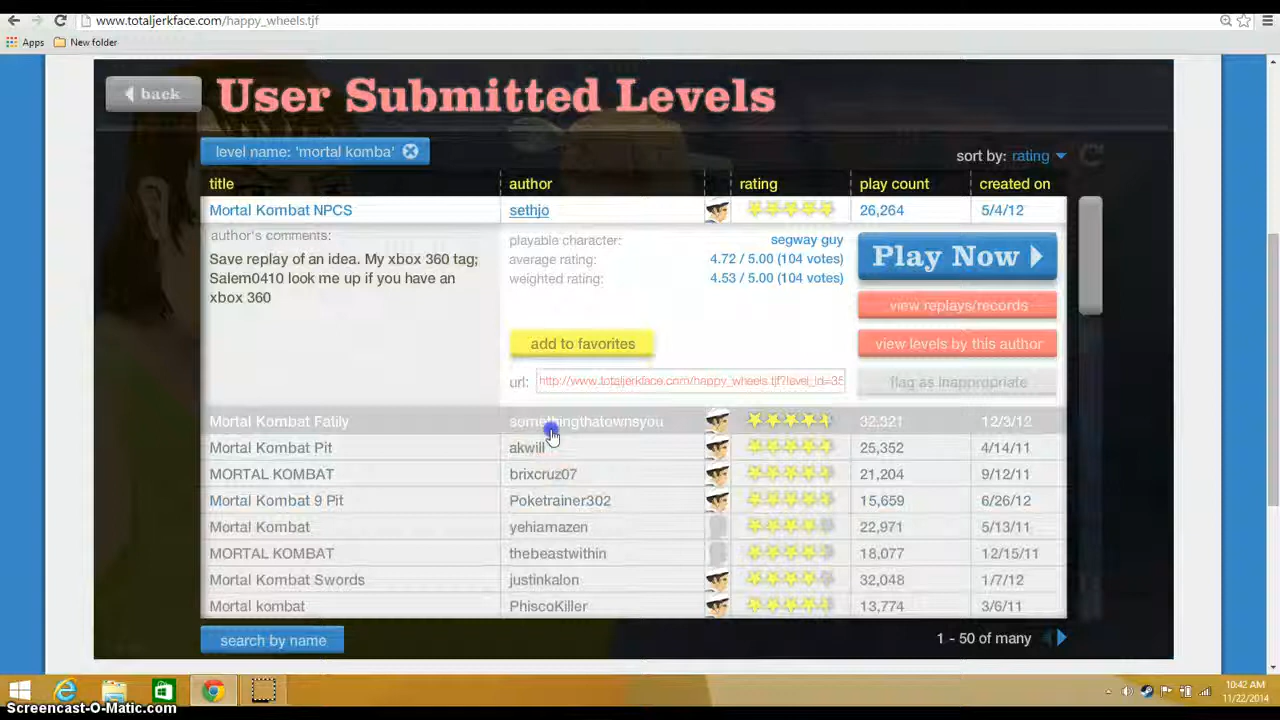 www.totaljerkface.com/happy_wheels.tjf
Apps New folder
back
User Submitted Levels
level name: 'mortal komba'
sort by: rating
title author rating play count created on
Mortal Kombat NPCS sethjo 26,264 5/4/12
author's comments:
Save replay of an idea. My xbox 360 tag;
Salem0410 look me up if you have an
xbox 360
playable character: segway guy
average rating: 4.72 / 5.00 (104 votes)
weighted rating: 4.53 / 5.00 (104 votes)
add to favorites
url: http://www.totaljerkface.com/happy_wheels.tjf?level_id=35
Play Now
view replays/records
view levels by this author
flag as inappropriate
Mortal Kombat Fatily somethingthatownsyou 32,321 12/3/12
Mortal Kombat Pit akwill 25,352 4/14/11
MORTAL KOMBAT brixcruz07 21,204 9/12/11
Mortal Kombat 9 Pit Poketrainer302 15,659 6/26/12
Mortal Kombat yehiamazen 22,971 5/13/11
MORTAL KOMBAT thebeastwithin 18,077 12/15/11
Mortal Kombat Swords justinkalon 32,048 1/7/12
Mortal kombat PhiscoKiller 13,774 3/6/11
search by name
1 - 50 of many
10:42 AM
11/22/2014
Screencast-O-Matic.com